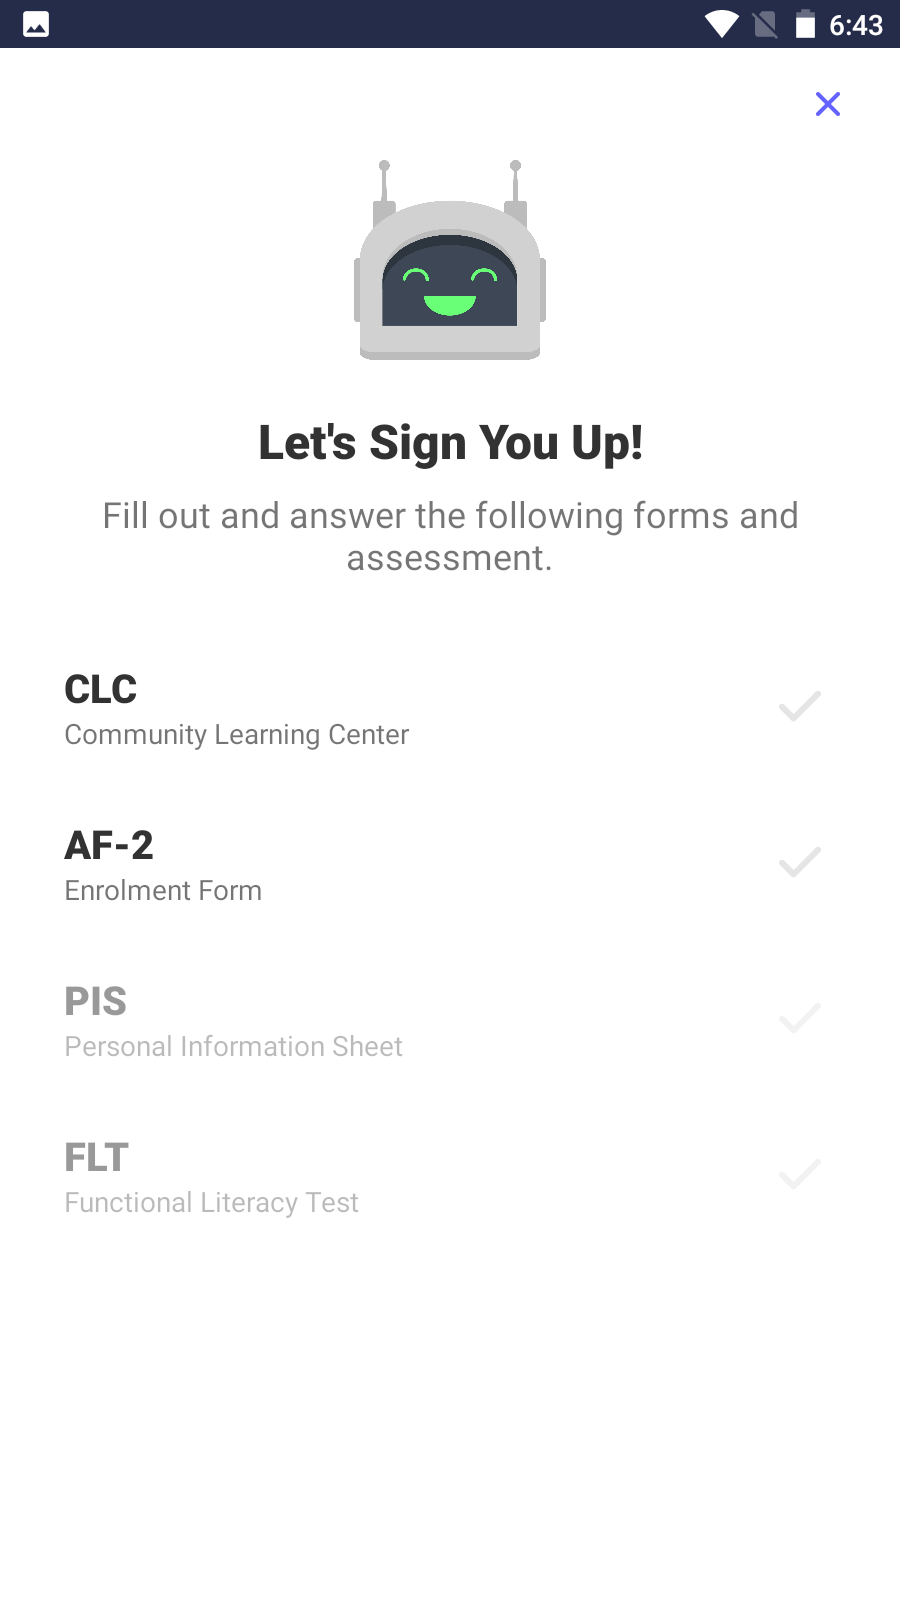 6:43
Let's Sign You Up!
Fill out and answer the following forms and
assessment.
CLC
Community Learning Center
AF-2
Enrolment Form
PIS
Personal Information Sheet
FLT
Functional Literacy Test